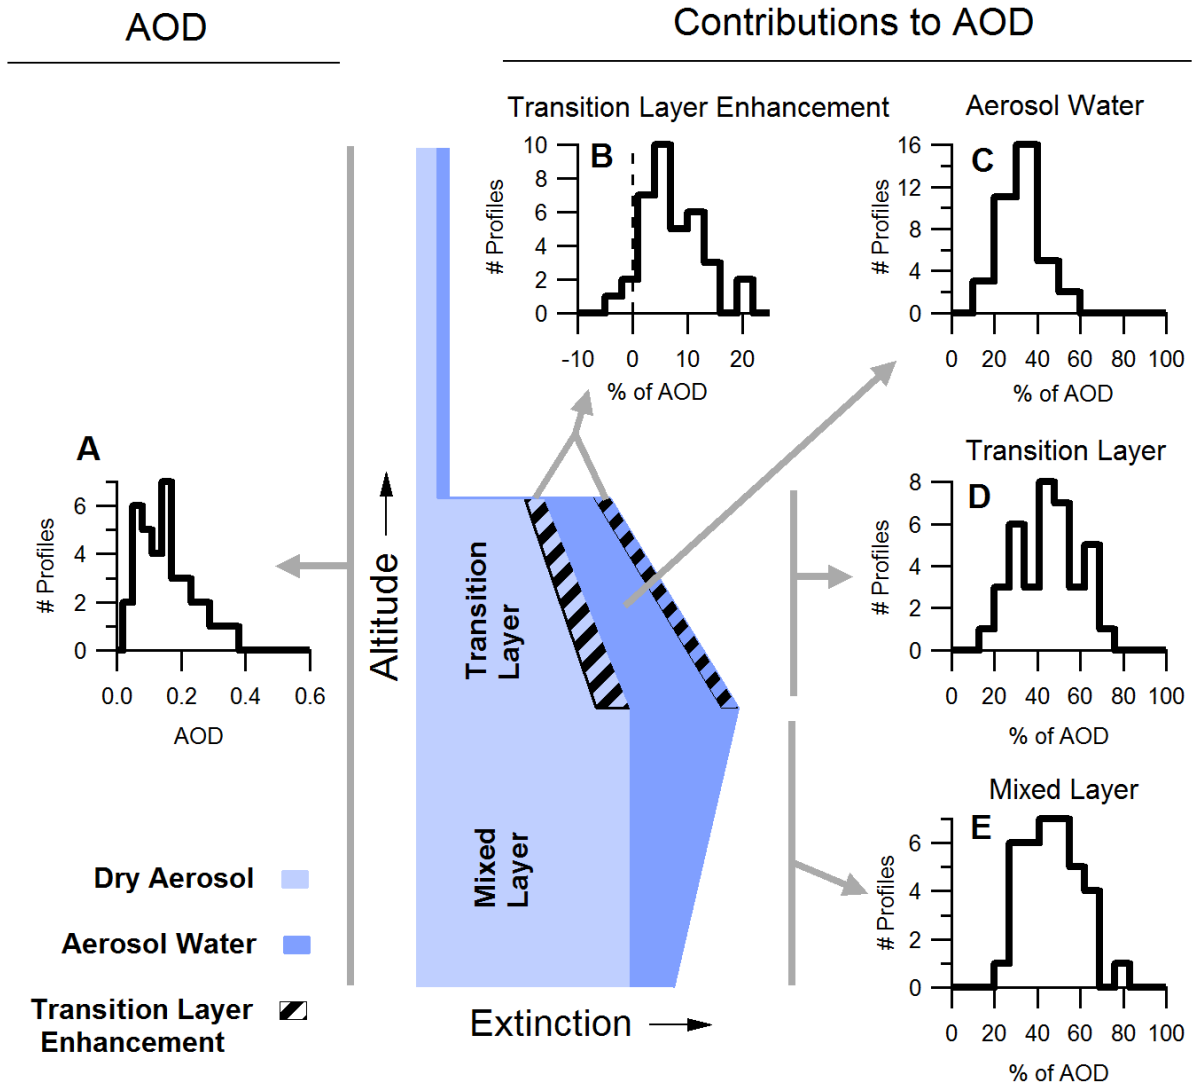 AOD
Contributions to AOD
Transition Layer Enhancement
B
# Profiles
10
8
6
4
2
0
-10 0 10 20
% of AOD
Aerosol Water
C
# Profiles
16
12
8
4
0
0 20 40 60 80 100
% of AOD
A
# Profiles
6
4
2
0
0.0 0.2 0.4 0.6
AOD
Altitude
Transition
Layer
Mixed
Layer
Extinction
Transition Layer
D
# Profiles
8
6
4
2
0
0 20 40 60 80 100
% of AOD
Mixed Layer
E
# Profiles
6
4
2
0
0 20 40 60 80 100
% of AOD
Dry Aerosol
Aerosol Water
Transition Layer
Enhancement